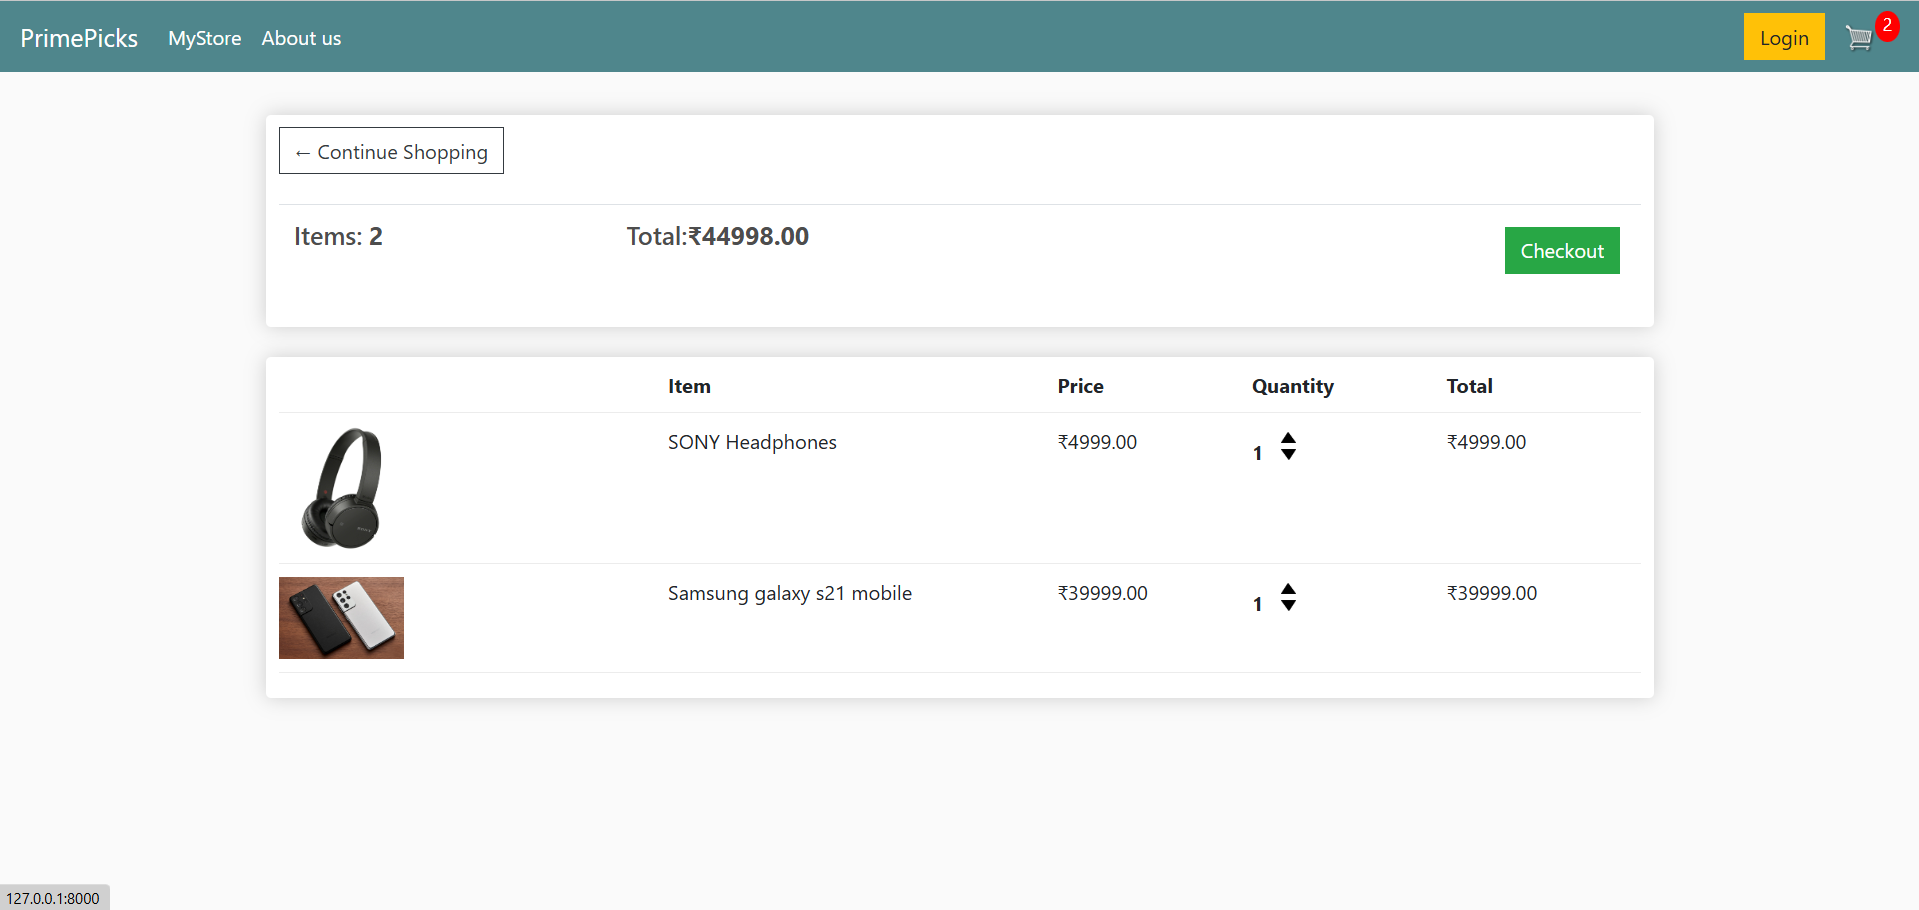 PrimePicks MyStore About us Login 2
← Continue Shopping
Items: 2 Total:₹44998.00 Checkout
Item Price Quantity Total
SONY Headphones ₹4999.00 1 ₹4999.00
Samsung galaxy s21 mobile ₹39999.00 1 ₹39999.00
127.0.0.1:8000